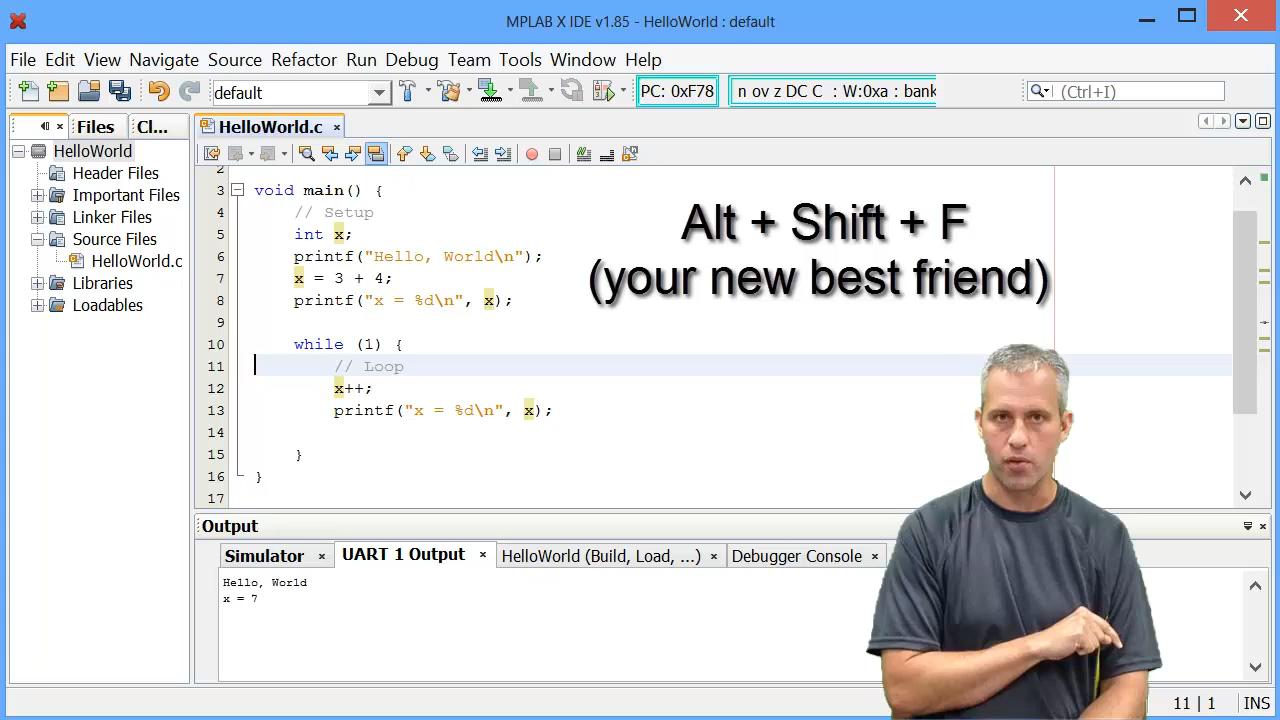 MPLAB X IDE v1.85 - HelloWorld : default
File Edit View Navigate Source Refactor Run Debug Team Tools Window Help
default
PC: 0xF78
n ov z DC C : W:0xa : bank
(Ctrl+I)
Files
Cl...
HelloWorld.c
HelloWorld
Header Files
Important Files
Linker Files
Source Files
HelloWorld.c
Libraries
Loadables
2
3 void main() {
4 // Setup
5 int x;
6 printf("Hello, World\n");
7 x = 3 + 4;
8 printf("x = %d\n", x);
9
10 while (1) {
11 // Loop
12 x++;
13 printf("x = %d\n", x);
14
15 }
16 }
17
Alt + Shift + F
(your new best friend)
Output
Simulator
UART 1 Output
HelloWorld (Build, Load, ...)
Debugger Console
Hello, World
x = 7
11 | 1
INS